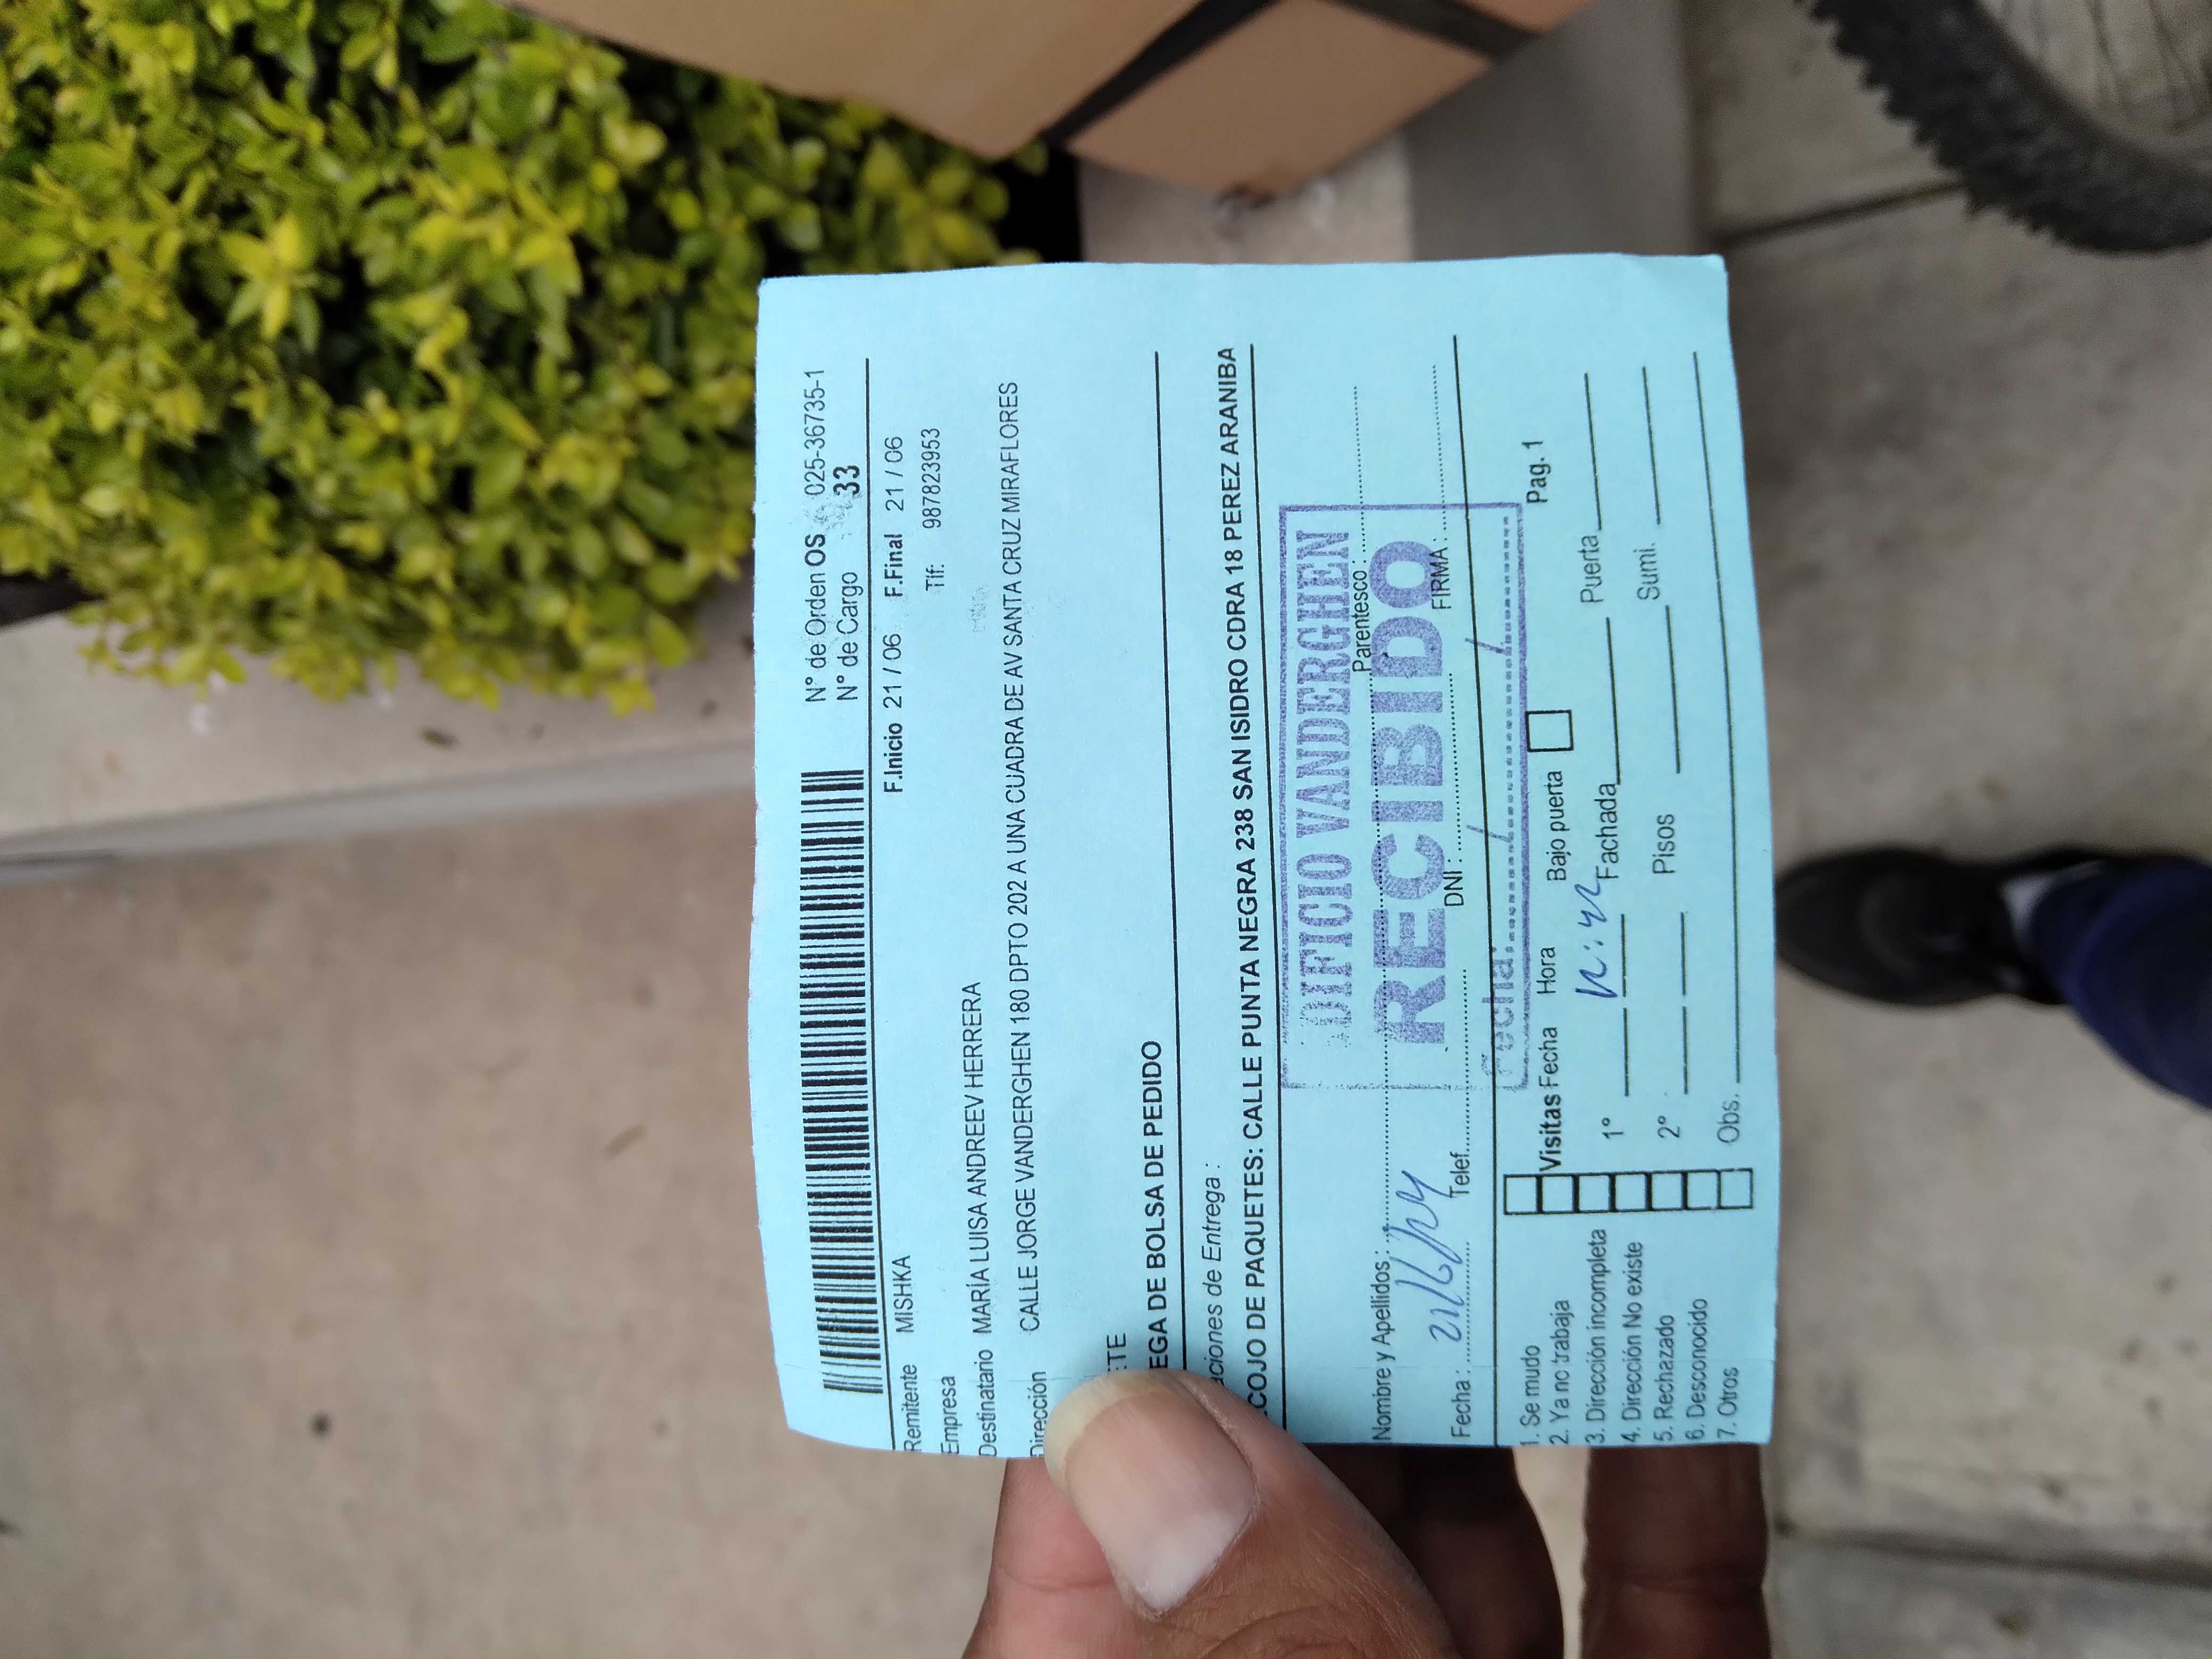 N° de Orden OS 025-36735-1
N° de Cargo 33
Remitente MISHKA F.Inicio 21 / 06 F.Final 21 / 06
Empresa Tlf: 987823953
Destinatario MARÍA LUISA ANDREEV HERRERA
Dirección CALLE JORGE VANDERGHEN 180 DPTO 202 A UNA CUADRA DE AV SANTA CRUZ MIRAFLORES
ETE
EGA DE BOLSA DE PEDIDO
aciones de Entrega :
COJO DE PAQUETES: CALLE PUNTA NEGRA 238 SAN ISIDRO CDRA 18 PEREZ ARANIBA
DIFICIO VANDERGHEN
Nombre y Apellidos : Parentesco :
RECIBIDO
Fecha : 21/6/24 Telef. DNI : FIRMA :
Fecha
Visitas Fecha Hora Bajo puerta Pag. 1
1. Se mudo
2. Ya no trabaja
3. Dirección incompleta 1° Fachada Puerta
4. Dirección No existe
5. Rechazado 2° Pisos Sumi.
6. Desconocido
7. Otros Obs.